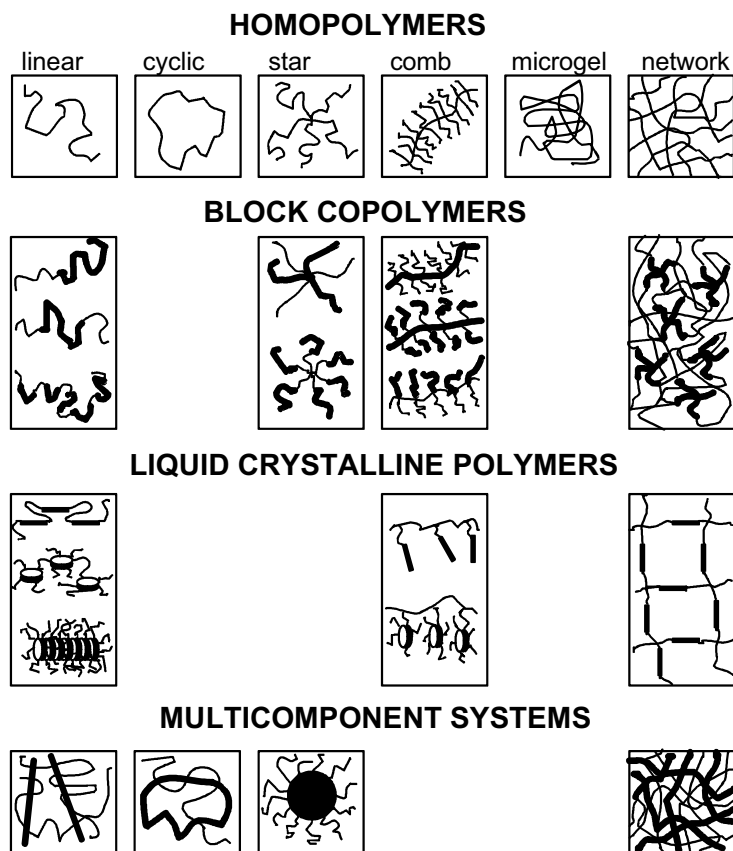 HOMOPOLYMERS
linear cyclic star comb microgel network
BLOCK COPOLYMERS
LIQUID CRYSTALLINE POLYMERS
MULTICOMPONENT SYSTEMS